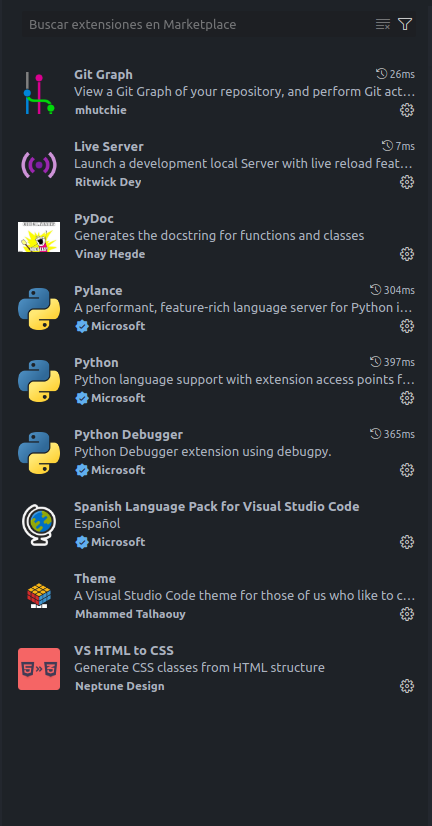 Buscar extensiones en Marketplace
Git Graph 26ms
View a Git Graph of your repository, and perform Git act...
mhutchie
Live Server 7ms
Launch a development local Server with live reload feat...
Ritwick Dey
PyDoc
Generates the docstring for functions and classes
Vinay Hegde
Pylance 304ms
A performant, feature-rich language server for Python i...
Microsoft
Python 397ms
Python language support with extension access points f...
Microsoft
Python Debugger 365ms
Python Debugger extension using debugpy.
Microsoft
Spanish Language Pack for Visual Studio Code
Español
Microsoft
Theme
A Visual Studio Code theme for those of us who like to c...
Mhammed Talhaouy
VS HTML to CSS
Generate CSS classes from HTML structure
Neptune Design